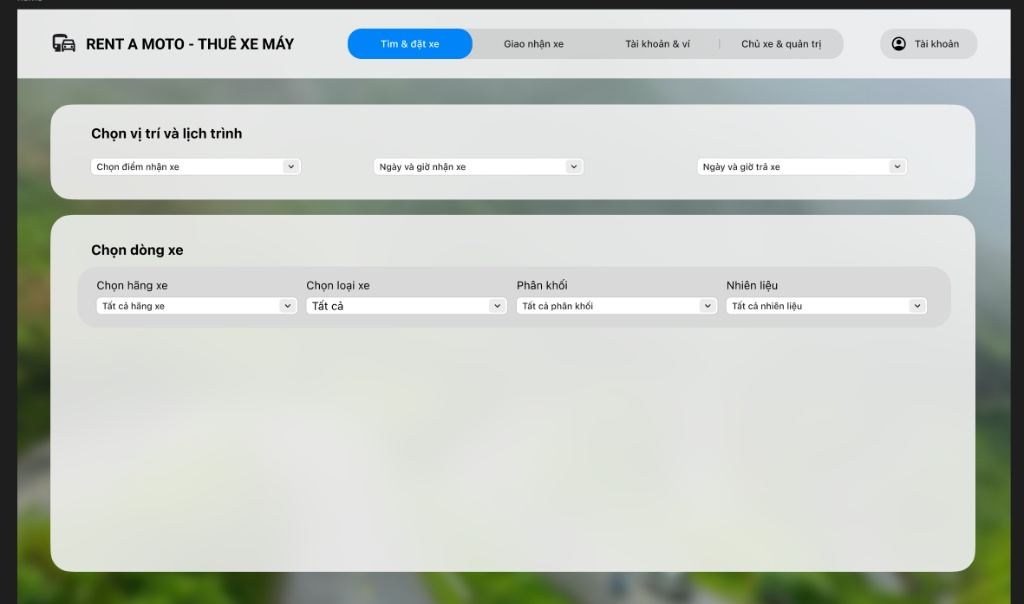 RENT A MOTO - THUÊ XE MÁY
Tìm & đặt xe
Giao nhận xe
Tài khoản & ví
Chủ xe & quản trị
Tài khoản
Chọn vị trí và lịch trình
Chọn điểm nhận xe
Ngày và giờ nhận xe
Ngày và giờ trả xe
Chọn dòng xe
Chọn hãng xe
Chọn loại xe
Phân khối
Nhiên liệu
Tất cả hãng xe
Tất cả
Tất cả phân khối
Tất cả nhiên liệu